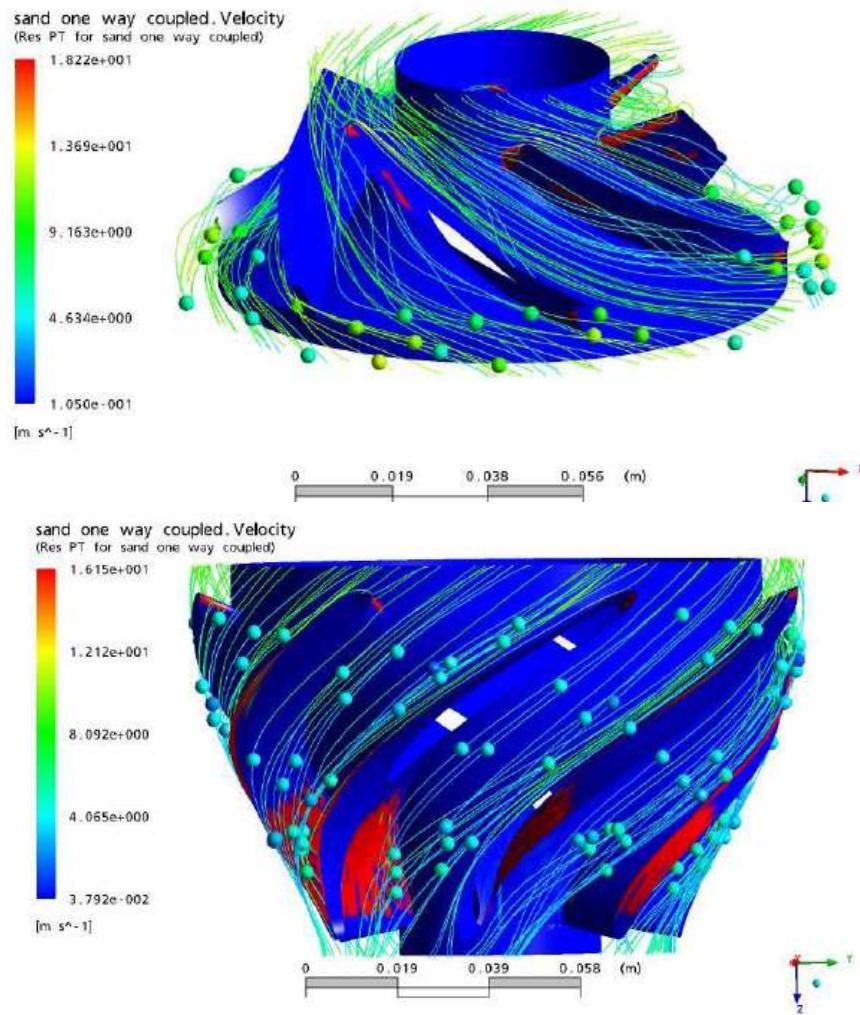 sand one way coupled.Velocity
(Res PT for sand one way coupled)
1.822e+001
1.369e+001
9.163e+000
4.634e+000
1.050e-001
[m s^-1]
0 0.019 0.038 0.056 (m)
X
sand one way coupled.Velocity
(Res PT for sand one way coupled)
1.615e+001
1.212e+001
8.092e+000
4.065e+000
3.792e-002
[m s^-1]
0 0.019 0.039 0.058 (m)
X Y
Z